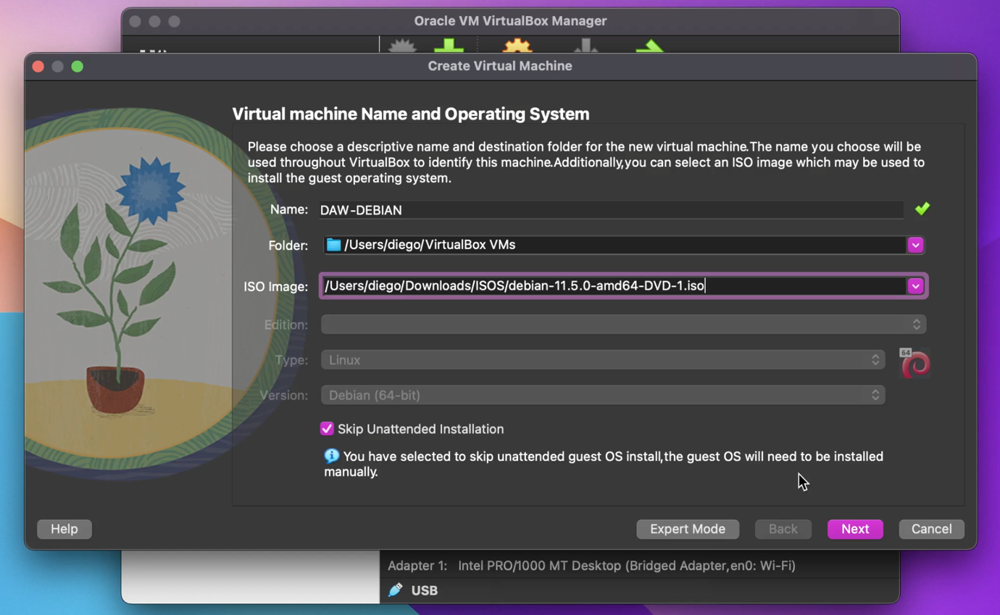 Oracle VM VirtualBox Manager
Create Virtual Machine
Virtual machine Name and Operating System
Please choose a descriptive name and destination folder for the new virtual machine.The name you choose will be
used throughout VirtualBox to identify this machine.Additionally,you can select an ISO image which may be used to
install the guest operating system.
Name: DAW-DEBIAN
Folder: /Users/diego/VirtualBox VMs
ISO Image: /Users/diego/Downloads/ISOS/debian-11.5.0-amd64-DVD-1.iso
Edition:
Type: Linux 64
Version: Debian (64-bit)
Skip Unattended Installation
You have selected to skip unattended guest OS install,the guest OS will need to be installed
manually.
Help Expert Mode Back Next Cancel
Adapter 1: Intel PRO/1000 MT Desktop (Bridged Adapter,en0: Wi-Fi)
USB